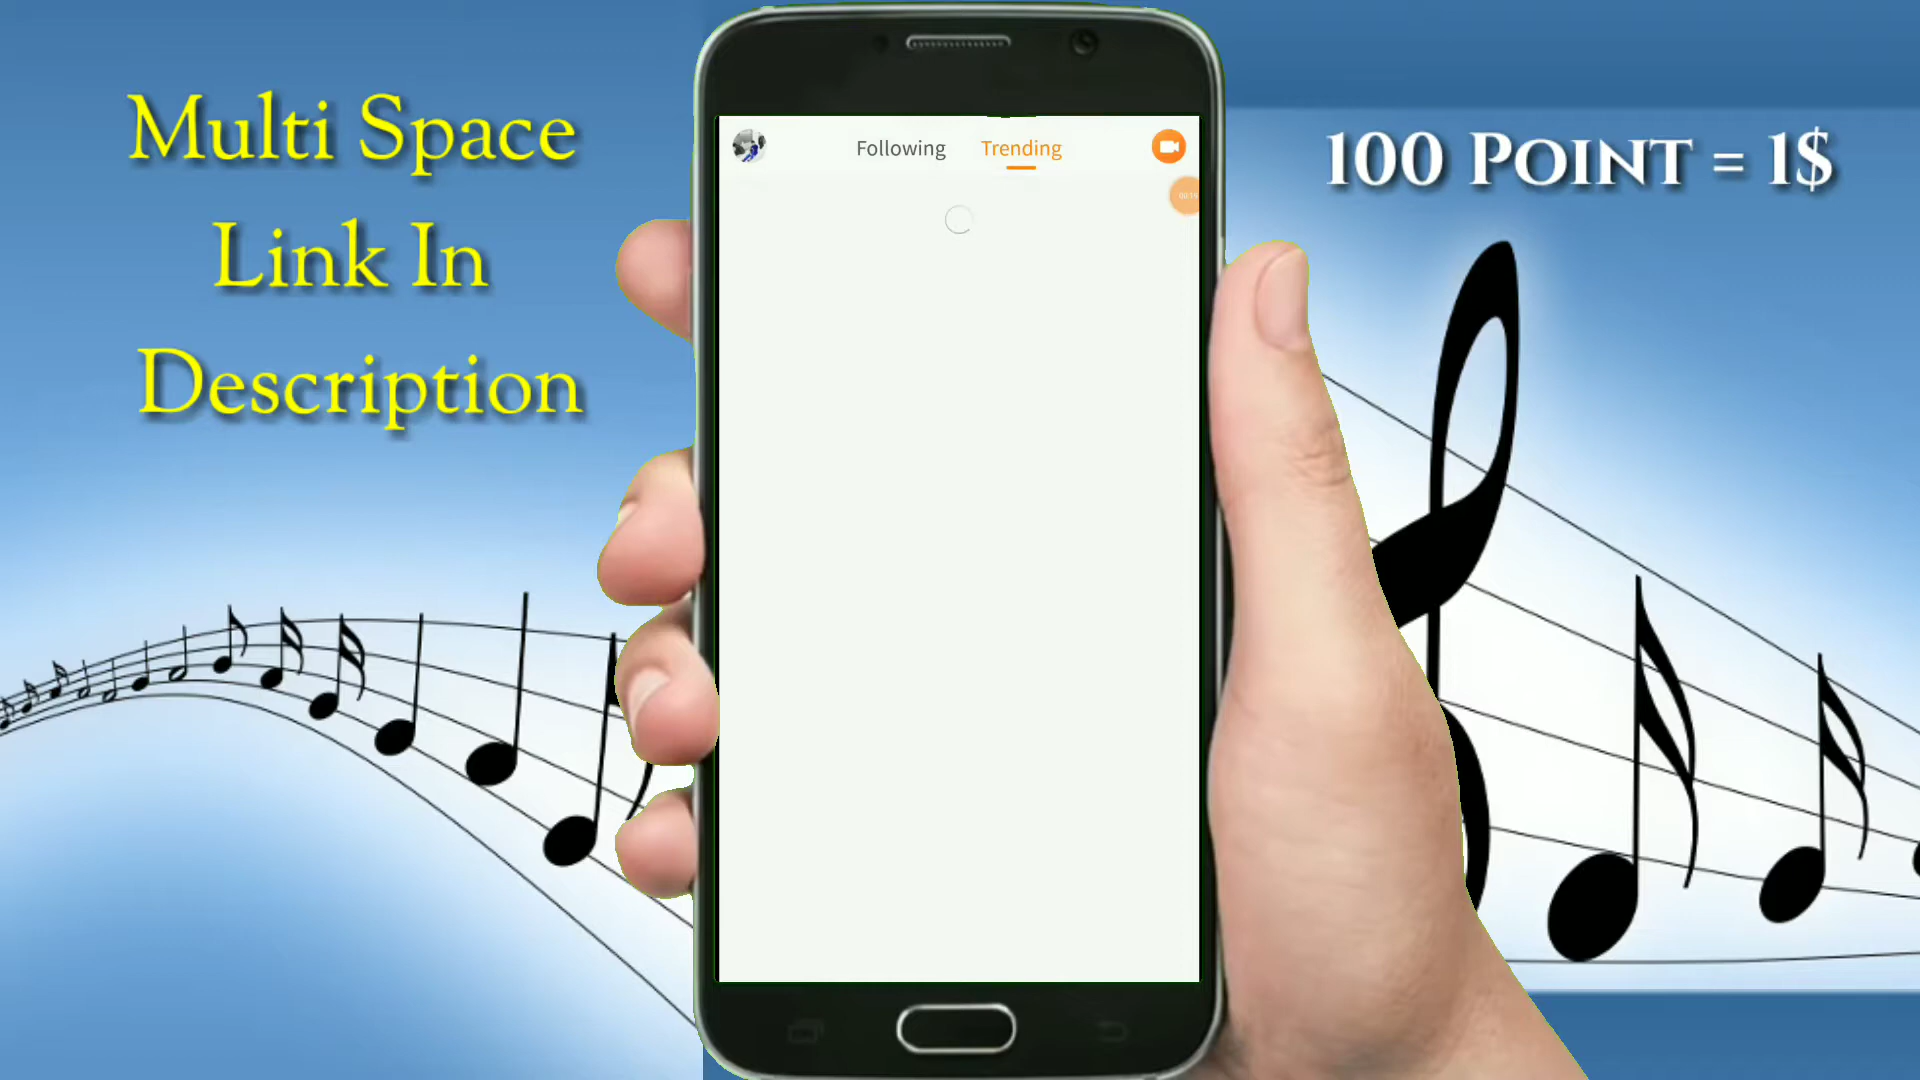 Multi Space
Link In
Description
Following Trending
100 Point = 1$